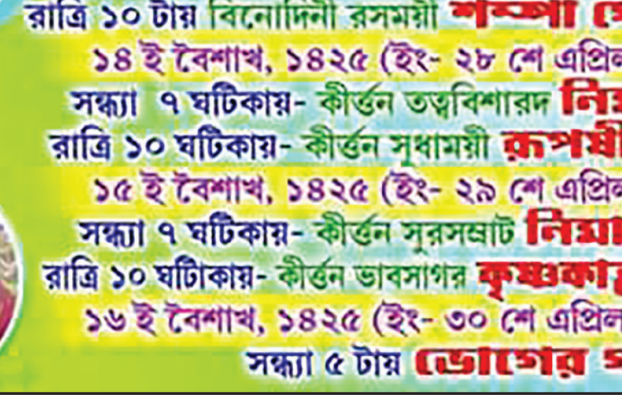 রাত্রি ১০ টায় বিনোদিনী রসময়ী শম্পা
১৪ ই বৈশাখ, ১৪২৫ (ইং- ২৮ শে এপ্রিল
সন্ধ্যা ৭ ঘটিকায়- কীর্ত্তন তত্ববিশারদ
রাত্রি ১০ ঘটিকায়- কীর্ত্তন সুধাময়ী
১৫ ই বৈশাখ, ১৪২৫ (ইং- ২৯ শে এপ্রিল
সন্ধ্যা ৭ ঘটিকায়- কীর্ত্তন সুরসম্রাট
রাত্রি ১০ ঘটিাকায়- কীর্ত্তন ভাবসাগর
১৬ ই বৈশাখ, ১৪২৫ (ইং- ৩০ শে এপ্রিল
সন্ধ্যা ৫ টায় ভোগের